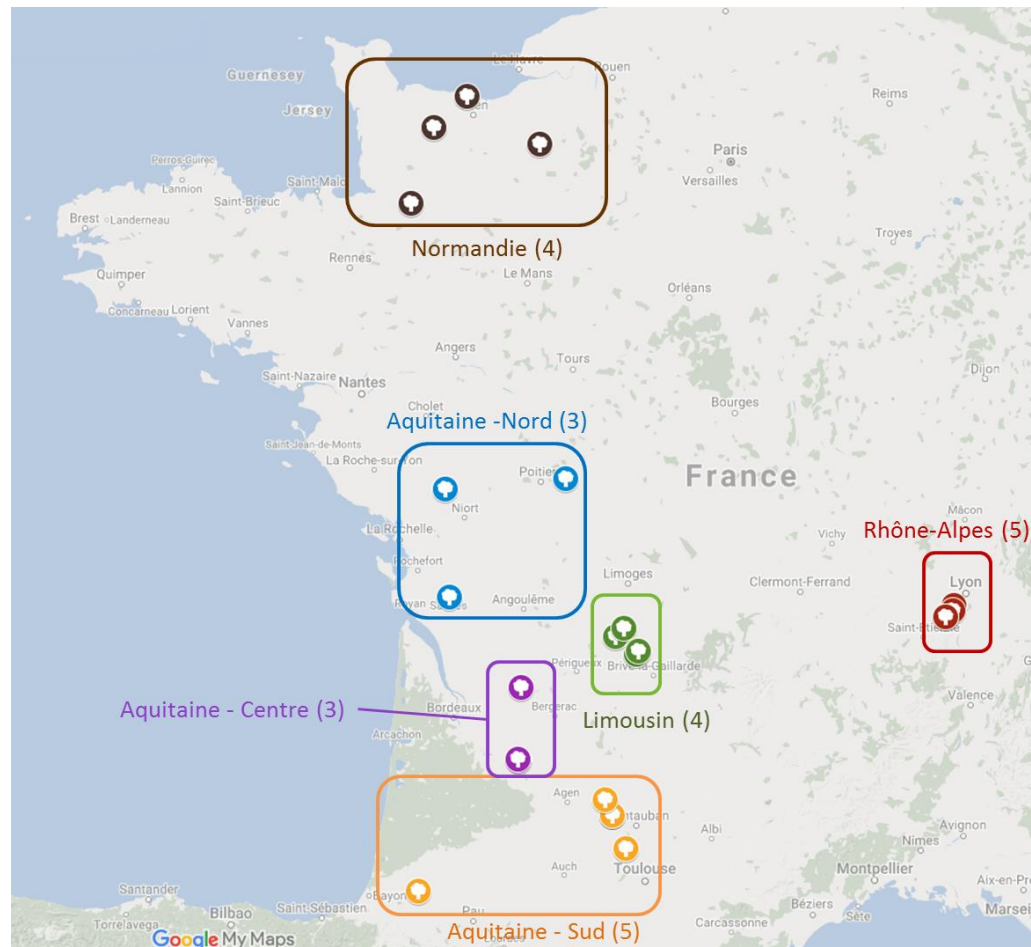 Le Havre
Rouen
Guernesey
Reims
Jersey
Paris
Perros-Guirec
Versailles
Lannion
Saint-Malo
Saint-Brieuc
Brest
Landerneau
Troyes
Normandie (4)
Rennes
Le Mans
Quimper
Orléans
Concarneau
Lorient
Vannes
Angers
Tours
Dijon
Saint-Nazaire
Nantes
Bourges
Cholet
Aquitaine -Nord (3)
Saint-Jean-de-Monts
La Roche-sur-Yon
Poitie
France
Niort
Mâcon
La Rochelle
Vichy
Rhône-Alpes (5)
Rochefort
Limoges
Clermont-Ferrand
Lyon
Royan
Angoulême
Saint-Etienne
Périgueux
Brive-la-Gaillarde
Valence
Aquitaine - Centre (3)
Bordeaux
Bergerac
Limousin (4)
Arcachon
Agen
tauban
Albi
Avignon
Nîmes
Auch
Toulouse
Montpellier
Aix-en-Pro
Bayon
Santander
Saint-Sébastien
Béziers
Sète
Marsei
Torrelavega
Bilbao
Pau
Carcassonne
Google My Maps
Aquitaine - Sud (5)